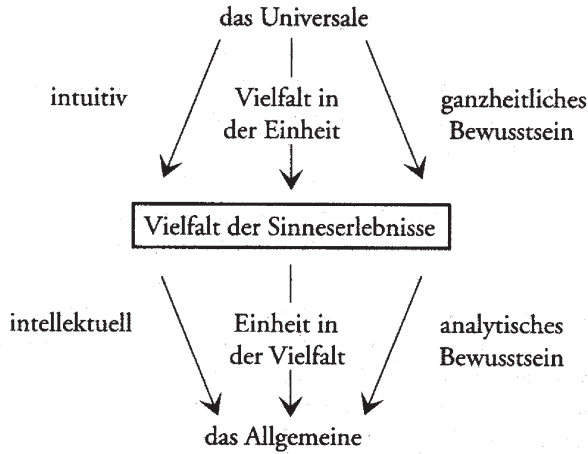 das Universale
intuitiv
Vielfalt in
der Einheit
ganzheitliches
Bewusstsein
Vielfalt der Sinneserlebnisse
intellektuell
Einheit in
der Vielfalt
analytisches
Bewusstsein
das Allgemeine